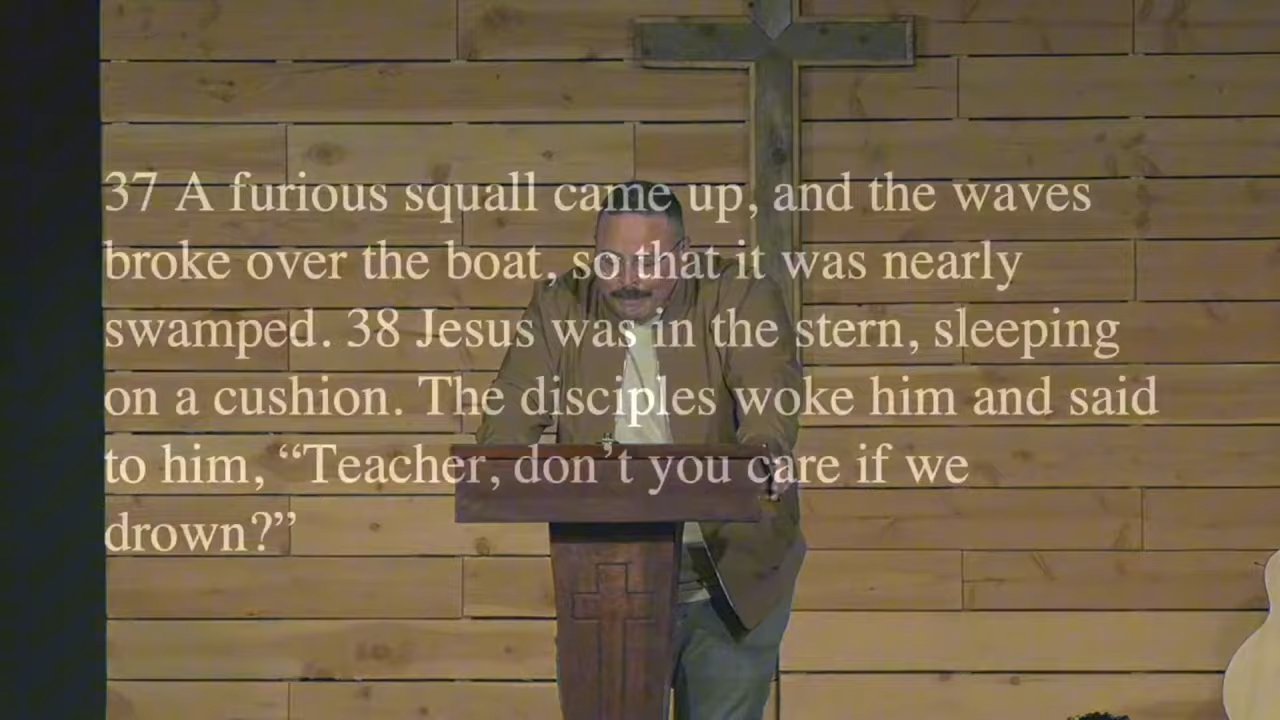 37 A furious squall came up, and the waves
broke over the boat, so that it was nearly
swamped. 38 Jesus was in the stern, sleeping
on a cushion. The disciples woke him and said
to him, “Teacher, don’t you care if we
drown?”